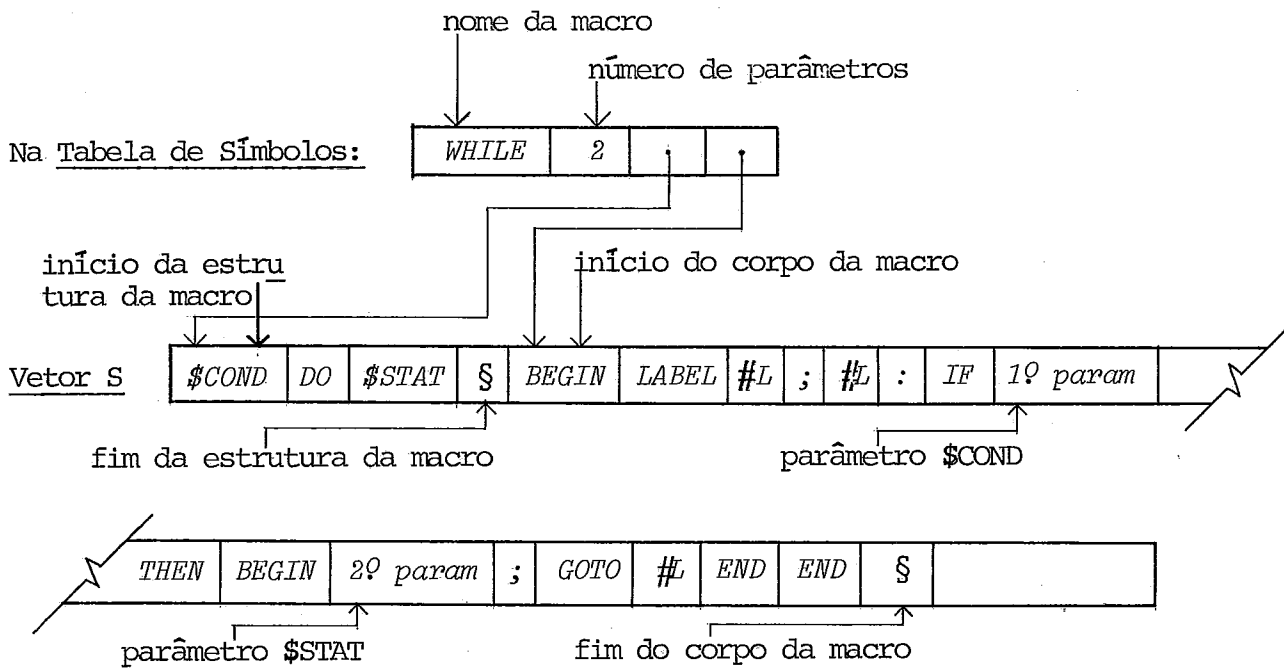 nome da macro
número de parâmetros
Na Tabela de Símbolos:
WHILE 2 . .
início da estru
tura da macro
início do corpo da macro
Vetor S
$COND DO $STAT § BEGIN LABEL #L ; #L : IF 1º param
fim da estrutura da macro
parâmetro $COND
THEN BEGIN 2º param ; GOTO #L END END §
parâmetro $STAT
fim do corpo da macro